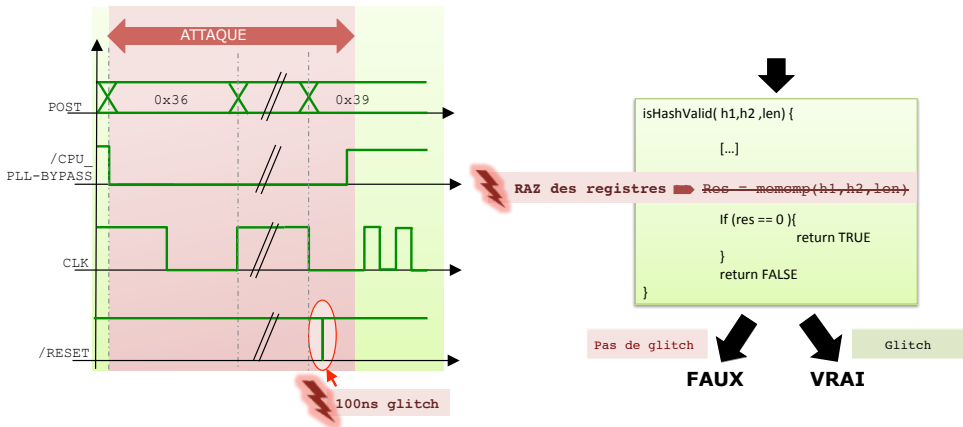 ATTAQUE
POST
0x36
0x39
/CPU_
PLL-BYPASS
CLK
/RESET
100ns glitch
isHashValid( h1,h2 ,len) {
[…]
RAZ des registres
Res = memcmp(h1,h2,len)
If (res == 0 ){
return TRUE
}
return FALSE
}
Pas de glitch
Glitch
FAUX
VRAI